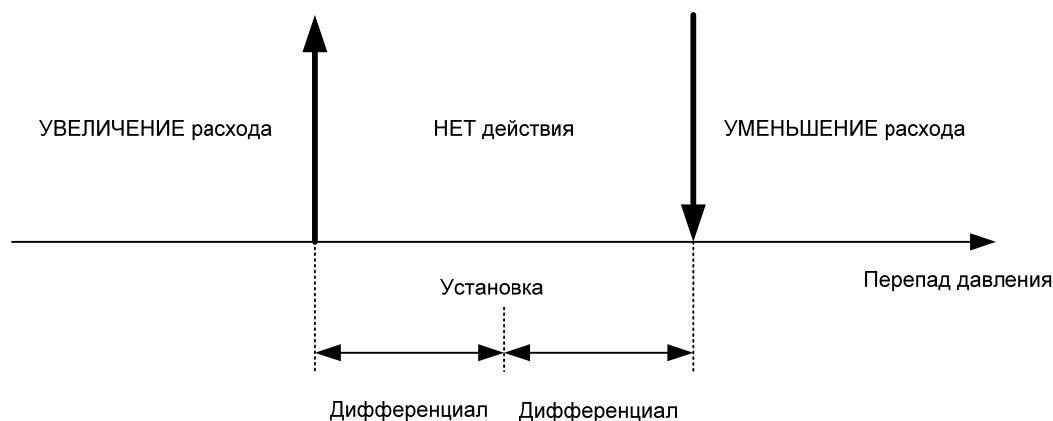 УВЕЛИЧЕНИЕ расхода
НЕТ действия
УМЕНЬШЕНИЕ расхода
Перепад давления
Установка
Дифференциал
Дифференциал